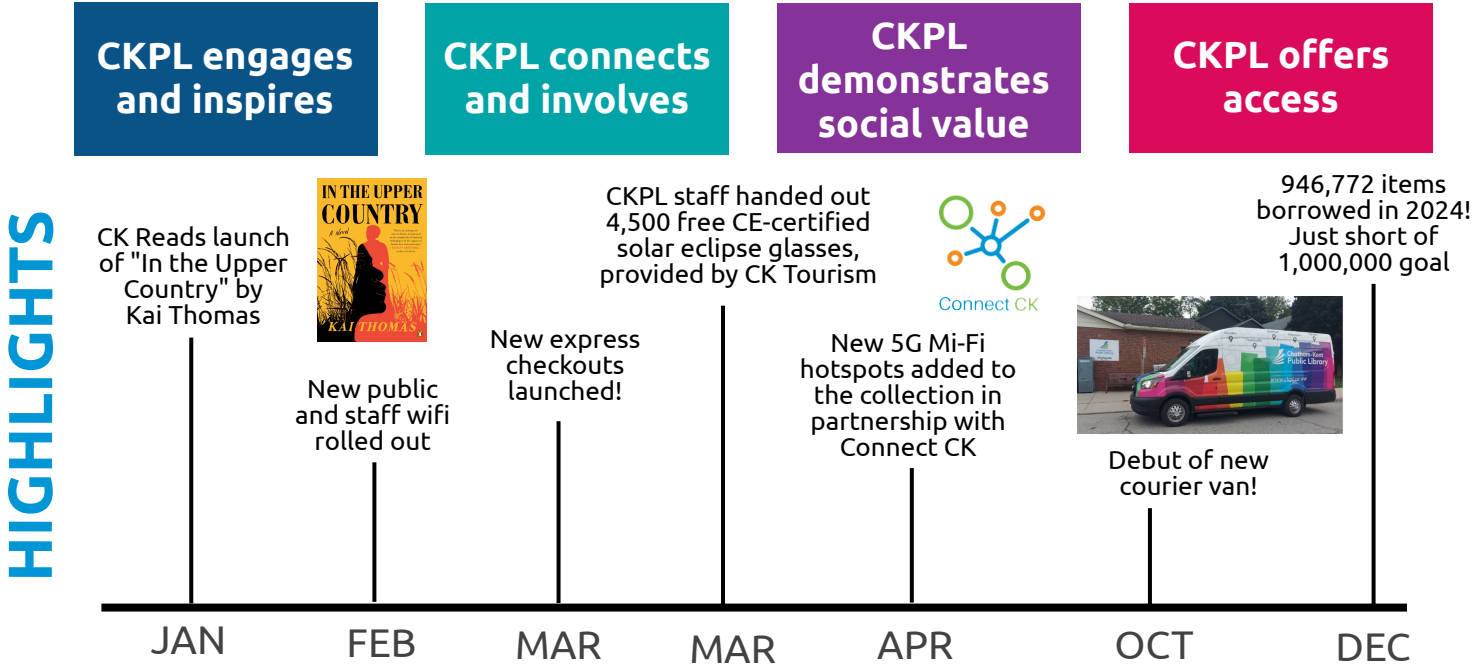 CKPL engages
and inspires
CKPL connects
and involves
CKPL
demonstrates
social value
CKPL offers
access
HIGHLIGHTS
CK Reads launch
of "In the Upper
Country" by
Kai Thomas
IN THE UPPER
COUNTRY
A Novel
KAI THOMAS
New public
and staff wifi
rolled out
New express
checkouts
launched!
CKPL staff handed out
4,500 free CE-certified
solar eclipse glasses,
provided by CK Tourism
Connect CK
New 5G Mi-Fi
hotspots added to
the collection in
partnership with
Connect CK
Chatham-Kent
Public Library
Debut of new
courier van!
946,772 items
borrowed in 2024!
Just short of
1,000,000 goal
JAN
FEB
MAR
MAR
APR
OCT
DEC